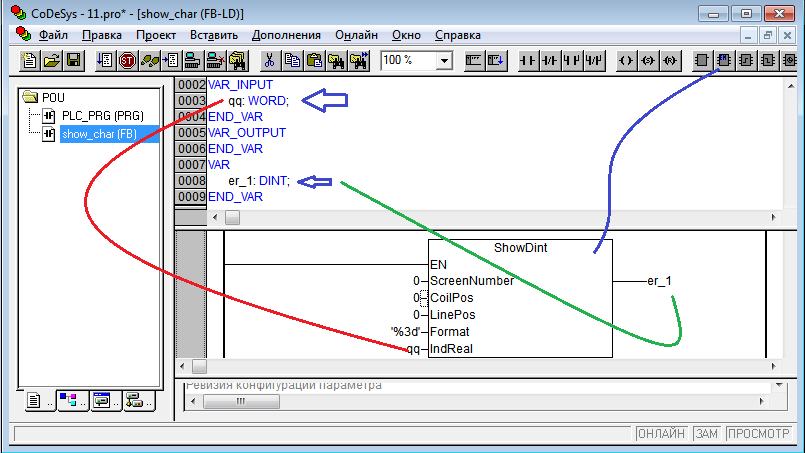 CoDeSys - 11.pro* - [show_char (FB-LD)]
Файл Правка Проект Вставить Дополнения Онлайн Окно Справка
100 %
POU
PLC_PRG (PRG)
show_char (FB)
0002 VAR_INPUT
0003 qq: WORD;
0004 END_VAR
0005 VAR_OUTPUT
0006 END_VAR
0007 VAR
0008 er_1: DINT;
0009 END_VAR
ShowDint
EN
0 ScreenNumber er_1
0 CoilPos
0 LinePos
'%3d' Format
qq IndReal
Ревизия конфигурации параметра
ОНЛАЙН ЗАМ ПРОСМОТР